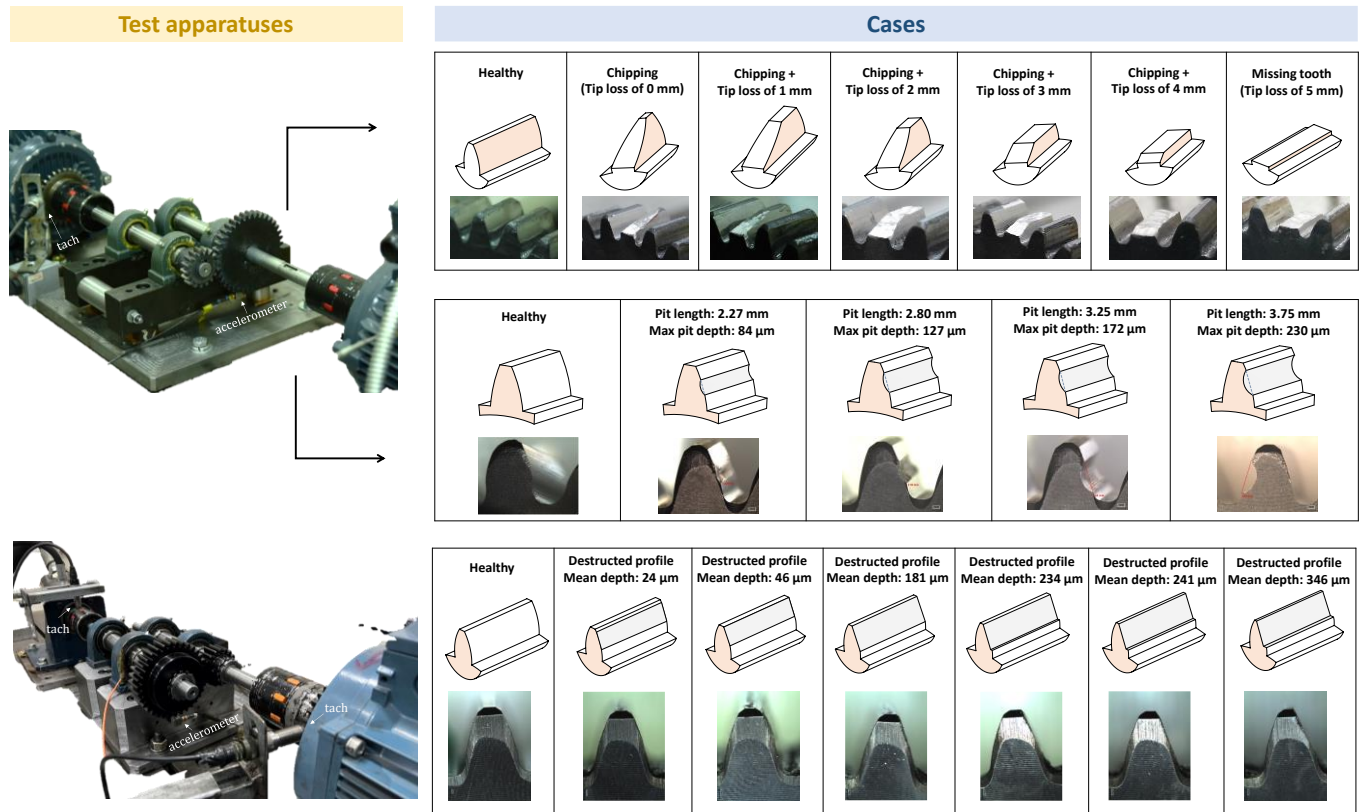 Test apparatuses
Cases
tach
accelerometer
Healthy
Chipping
(Tip loss of 0 mm)
Chipping +
Tip loss of 1 mm
Chipping +
Tip loss of 2 mm
Chipping +
Tip loss of 3 mm
Chipping +
Tip loss of 4 mm
Missing tooth
(Tip loss of 5 mm)
Healthy
Pit length: 2.27 mm
Max pit depth: 84 μm
Pit length: 2.80 mm
Max pit depth: 127 μm
Pit length: 3.25 mm
Max pit depth: 172 μm
Pit length: 3.75 mm
Max pit depth: 230 μm
tach
tach
accelerometer
Healthy
Destructed profile
Mean depth: 24 μm
Destructed profile
Mean depth: 46 μm
Destructed profile
Mean depth: 181 μm
Destructed profile
Mean depth: 234 μm
Destructed profile
Mean depth: 241 μm
Destructed profile
Mean depth: 346 μm